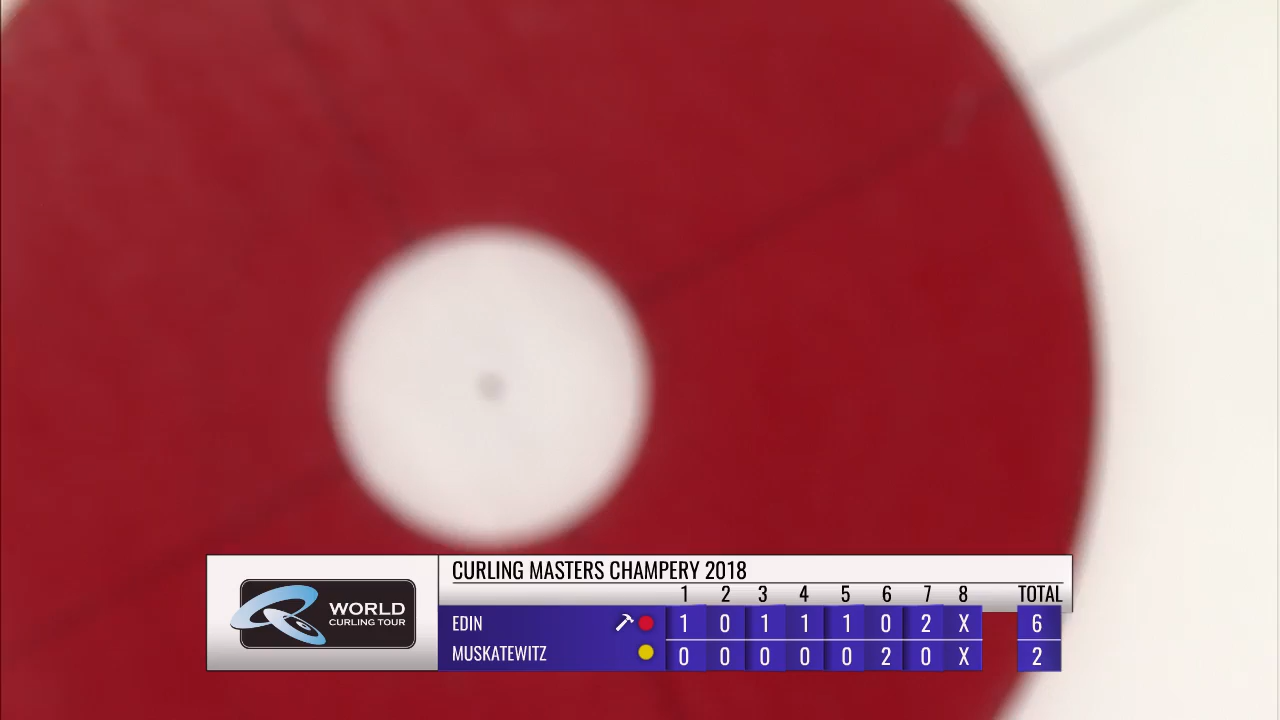 CURLING MASTERS CHAMPERY 2018
1 2 3 4 5 6 7 8 TOTAL
WORLD
CURLING TOUR
EDIN 1 0 1 1 1 0 2 X 6
MUSKATEWITZ 0 0 0 0 0 2 0 X 2